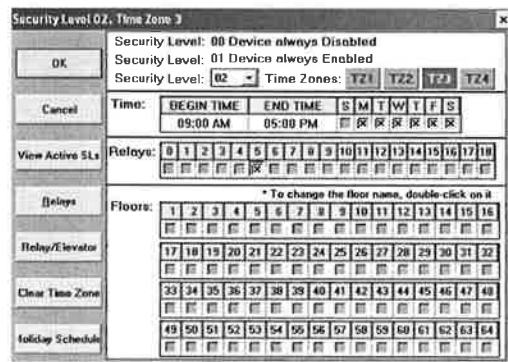 Security Level 02, Time Zone 3
OK
Cancel
View Active SLs
Relays
Relay/Elevator
Clear Time Zone
Holiday Schedule
Security Level: 00 Device always Disabled
Security Level: 01 Device always Enabled
Security Level: 02 Time Zones: TZ1 TZ2 TZ3 TZ4
Time: BEGIN TIME END TIME S M T W T F S
09:00 AM 05:00 PM
Relays: 0 1 2 3 4 5 6 7 8 9 10 11 12 13 14 15 16 17 18
* To change the floor name, double-click on it
Floors: 1 2 3 4 5 6 7 8 9 10 11 12 13 14 15 16
17 18 19 20 21 22 23 24 25 26 27 28 29 30 31 32
33 34 35 36 37 38 39 40 41 42 43 44 45 46 47 48
49 50 51 52 53 54 55 56 57 58 59 60 61 62 63 64